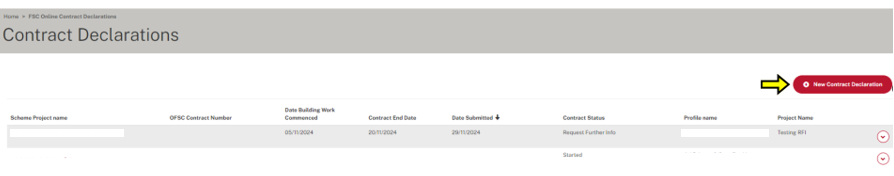 Home > FSC Online Contract Declarations
Contract Declarations
New Contract Declaration
Scheme Project name OFSC Contract Number Date Building Work Commenced Contract End Date Date Submitted Contract Status Profile name Project Name
05/11/2024 20/11/2024 29/11/2024 Request Further Info Testing RFI
Started